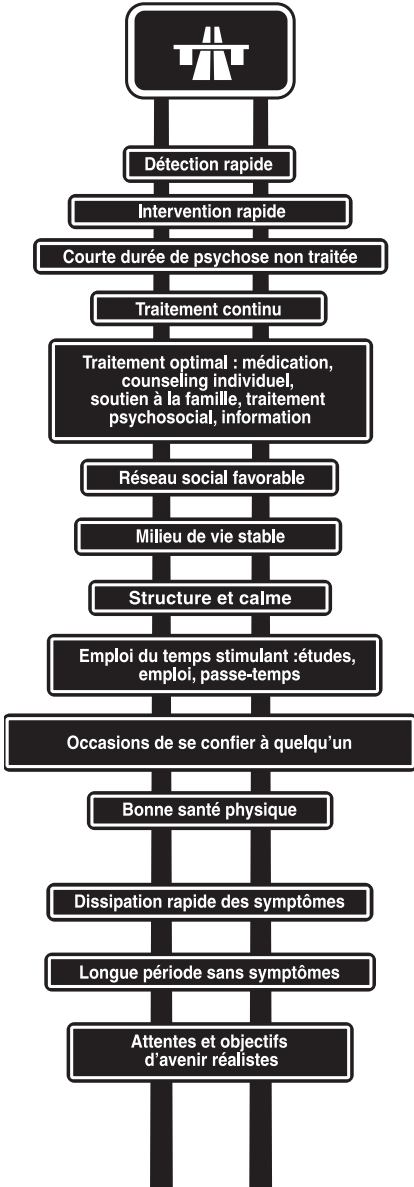 Détection rapide
Intervention rapide
Courte durée de psychose non traitée
Traitement continu
Traitement optimal : médication,
counseling individuel,
soutien à la famille, traitement
psychosocial, information
Réseau social favorable
Milieu de vie stable
Structure et calme
Emploi du temps stimulant :études,
emploi, passe-temps
Occasions de se confier à quelqu’un
Bonne santé physique
Dissipation rapide des symptômes
Longue période sans symptômes
Attentes et objectifs
d’avenir réalistes